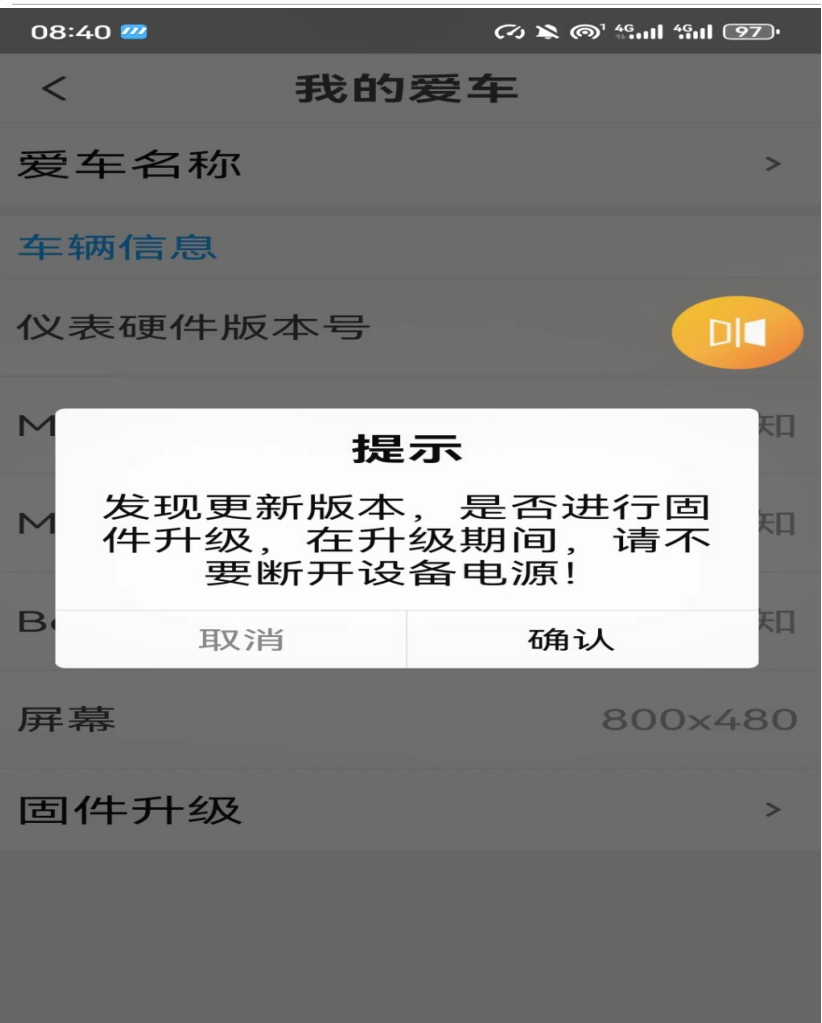 08:40
4G 4G 97
我的爱车
爱车名称
车辆信息
仪表硬件版本号
M
知
提示
发现更新版本，是否进行固
件升级，在升级期间，请不
要断开设备电源！
M
知
B
知
取消
确认
屏幕
800x480
固件升级